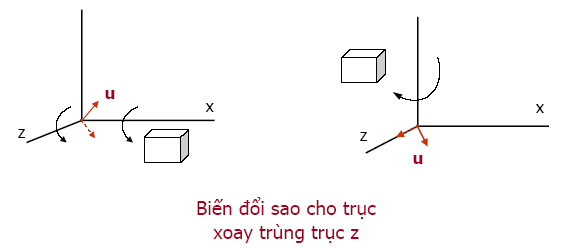 u
x
z
x
z
u
Biến đổi sao cho trục
xoay trùng trục z